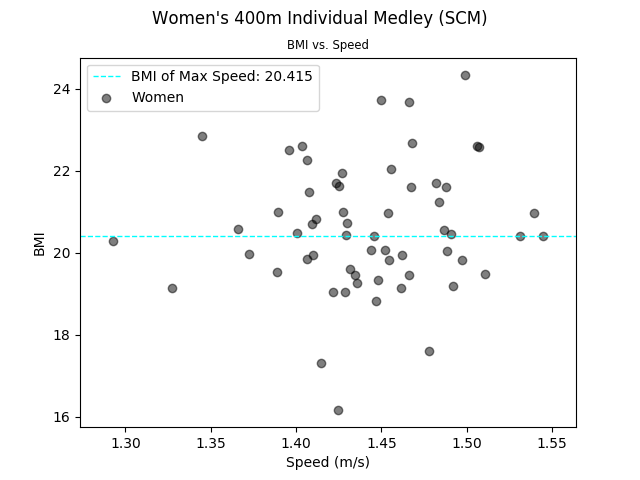 Women's 400m Individual Medley (SCM)
BMI vs. Speed
BMI of Max Speed: 20.415
Women
24
22
20
18
16
BMI
1.30 1.35 1.40 1.45 1.50 1.55
Speed (m/s)